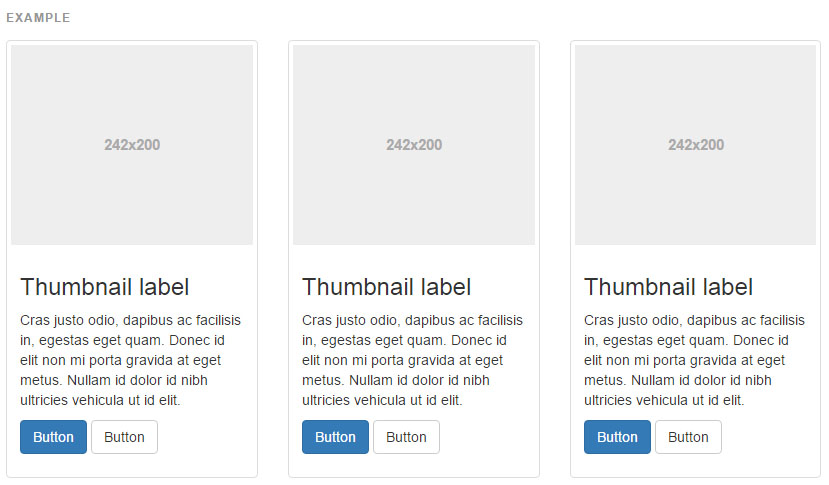 EXAMPLE
242x200
Thumbnail label
Cras justo odio, dapibus ac facilisis
in, egestas eget quam. Donec id
elit non mi porta gravida at eget
metus. Nullam id dolor id nibh
ultricies vehicula ut id elit.
Button Button
242x200
Thumbnail label
Cras justo odio, dapibus ac facilisis
in, egestas eget quam. Donec id
elit non mi porta gravida at eget
metus. Nullam id dolor id nibh
ultricies vehicula ut id elit.
Button Button
242x200
Thumbnail label
Cras justo odio, dapibus ac facilisis
in, egestas eget quam. Donec id
elit non mi porta gravida at eget
metus. Nullam id dolor id nibh
ultricies vehicula ut id elit.
Button Button